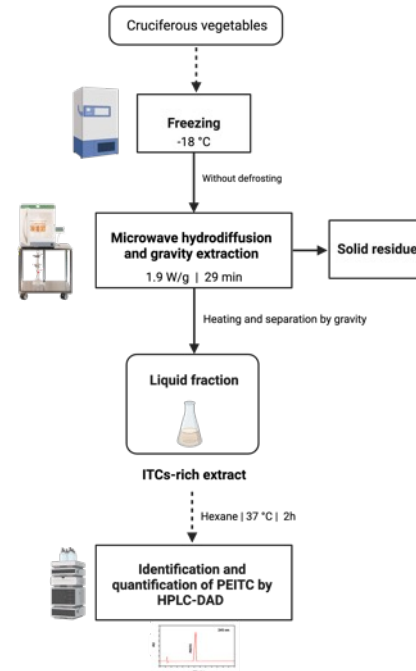 Cruciferous vegetables
Freezing
-18 °C
Without defrosting
Microwave hydrodiffusion
and gravity extraction
1.9 W/g | 29 min
Solid residue
Heating and separation by gravity
Liquid fraction
ITCs-rich extract
Hexane | 37 °C | 2h
Identification and
quantification of PEITC by
HPLC-DAD